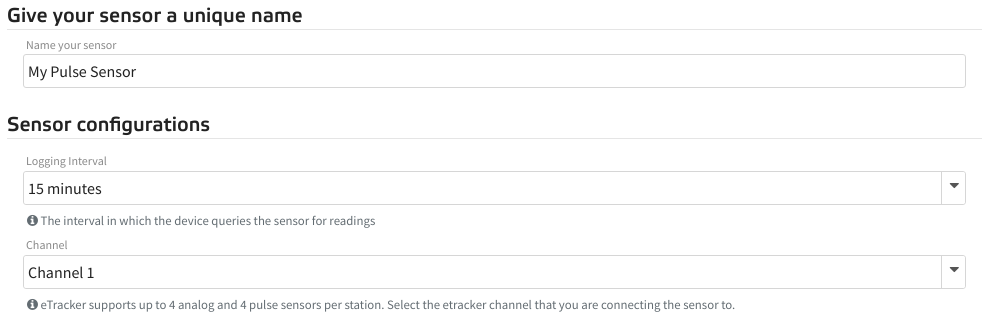 Give your sensor a unique name
Name your sensor
My Pulse Sensor
Sensor configurations
Logging Interval
15 minutes
The interval in which the device queries the sensor for readings
Channel
Channel 1
eTracker supports up to 4 analog and 4 pulse sensors per station. Select the etracker channel that you are connecting the sensor to.